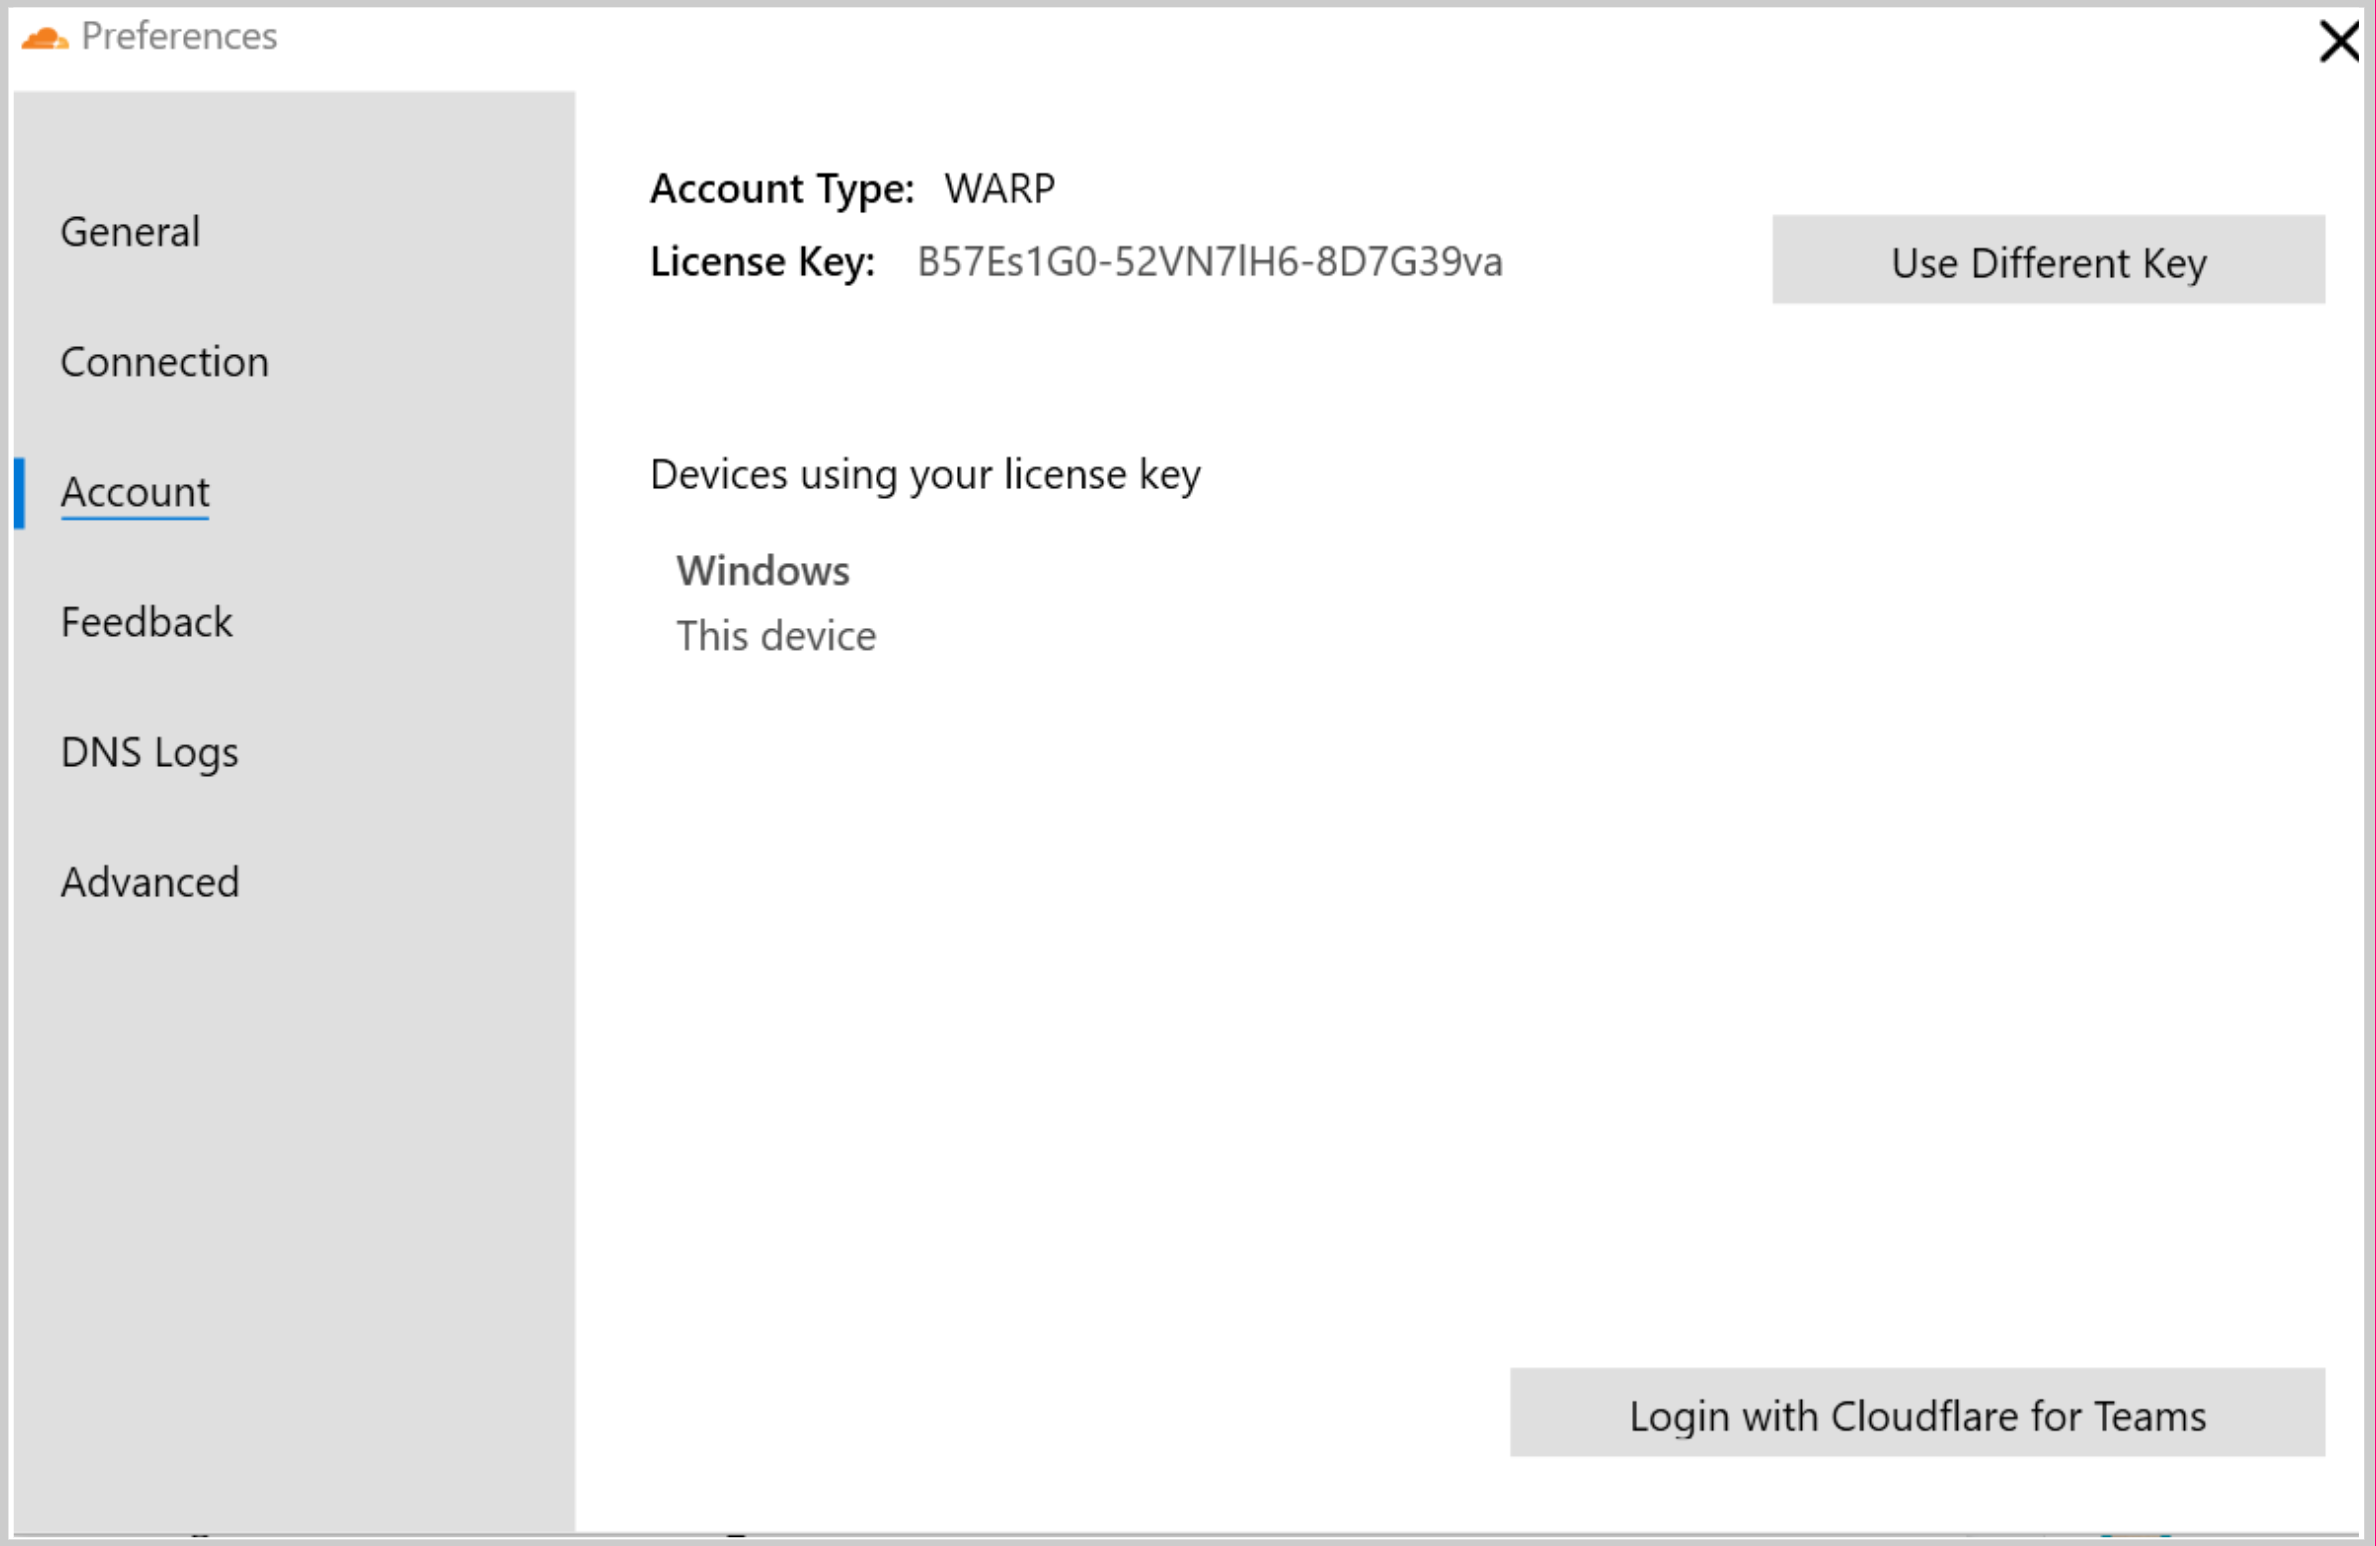 Preferences
General
Connection
Account
Feedback
DNS Logs
Advanced
Account Type: WARP
License Key: B57Es1G0-52VN7lH6-8D7G39va
Use Different Key
Devices using your license key
Windows
This device
Login with Cloudflare for Teams